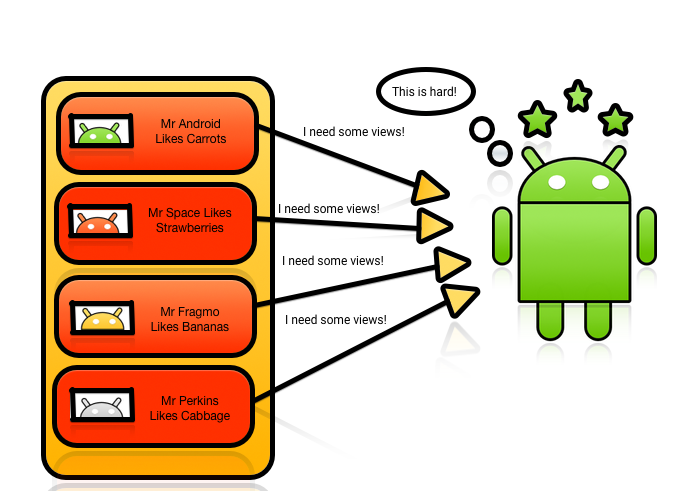 This is hard!
Mr Android
Likes Carrots
I need some views!
Mr Space Likes
Strawberries
I need some views!
I need some views!
Mr Fragmo
Likes Bananas
I need some views!
Mr Perkins
Likes Cabbage